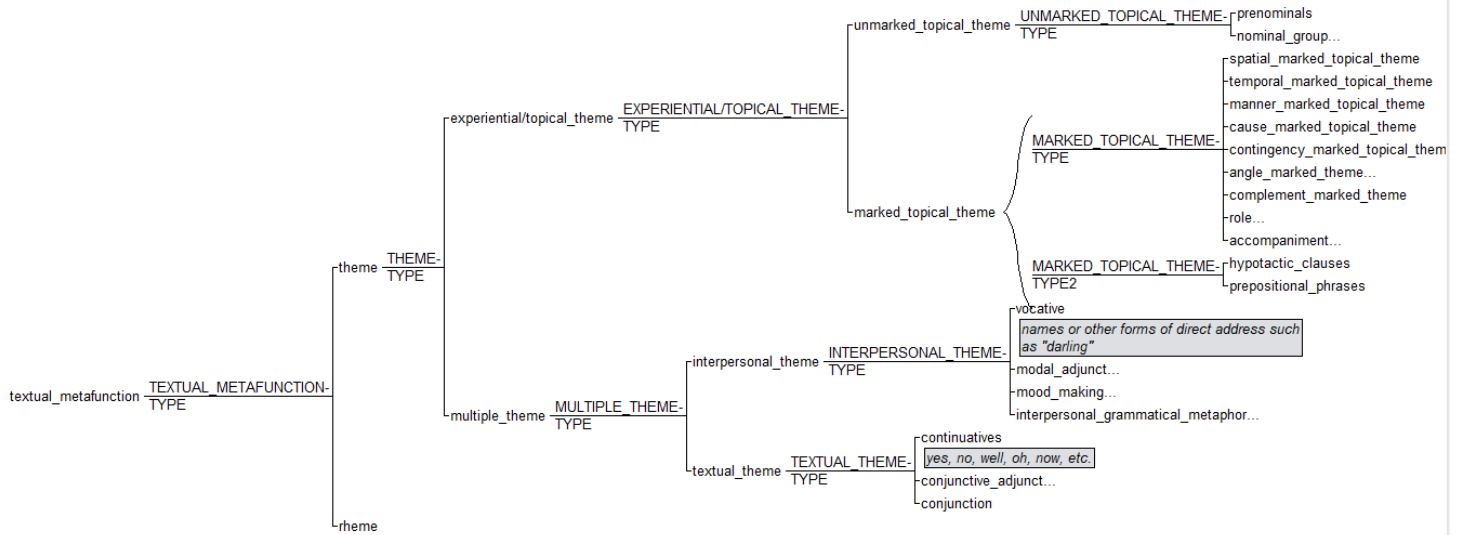 prenominals
unmarked_topical_theme UNMARKED_TOPICAL_THEME-
TYPE
nominal_group...
spatial_marked_topical_theme
temporal_marked_topical_theme
manner_marked_topical_theme
experiential/topical_theme EXPERIENTIAL/TOPICAL_THEME-
TYPE
cause_marked_topical_theme
MARKED_TOPICAL_THEME-
TYPE
contingency_marked_topical_them
angle_marked_theme...
complement_marked_theme
marked_topical_theme
role...
accompaniment...
theme THEME-
TYPE
MARKED_TOPICAL_THEME-
TYPE2
hypotactic_clauses
prepositional_phrases
vocative
names or other forms of direct address such
as "darling"
interpersonal_theme INTERPERSONAL_THEME-
TYPE
modal_adjunct...
mood_making...
textual_metafunction TEXTUAL_METAFUNCTION-
TYPE
multiple_theme MULTIPLE_THEME-
TYPE
interpersonal_grammatical_metaphor...
continuatives
yes, no, well, oh, now, etc.
textual_theme TEXTUAL_THEME-
TYPE
conjunctive_adjunct...
conjunction
rheme